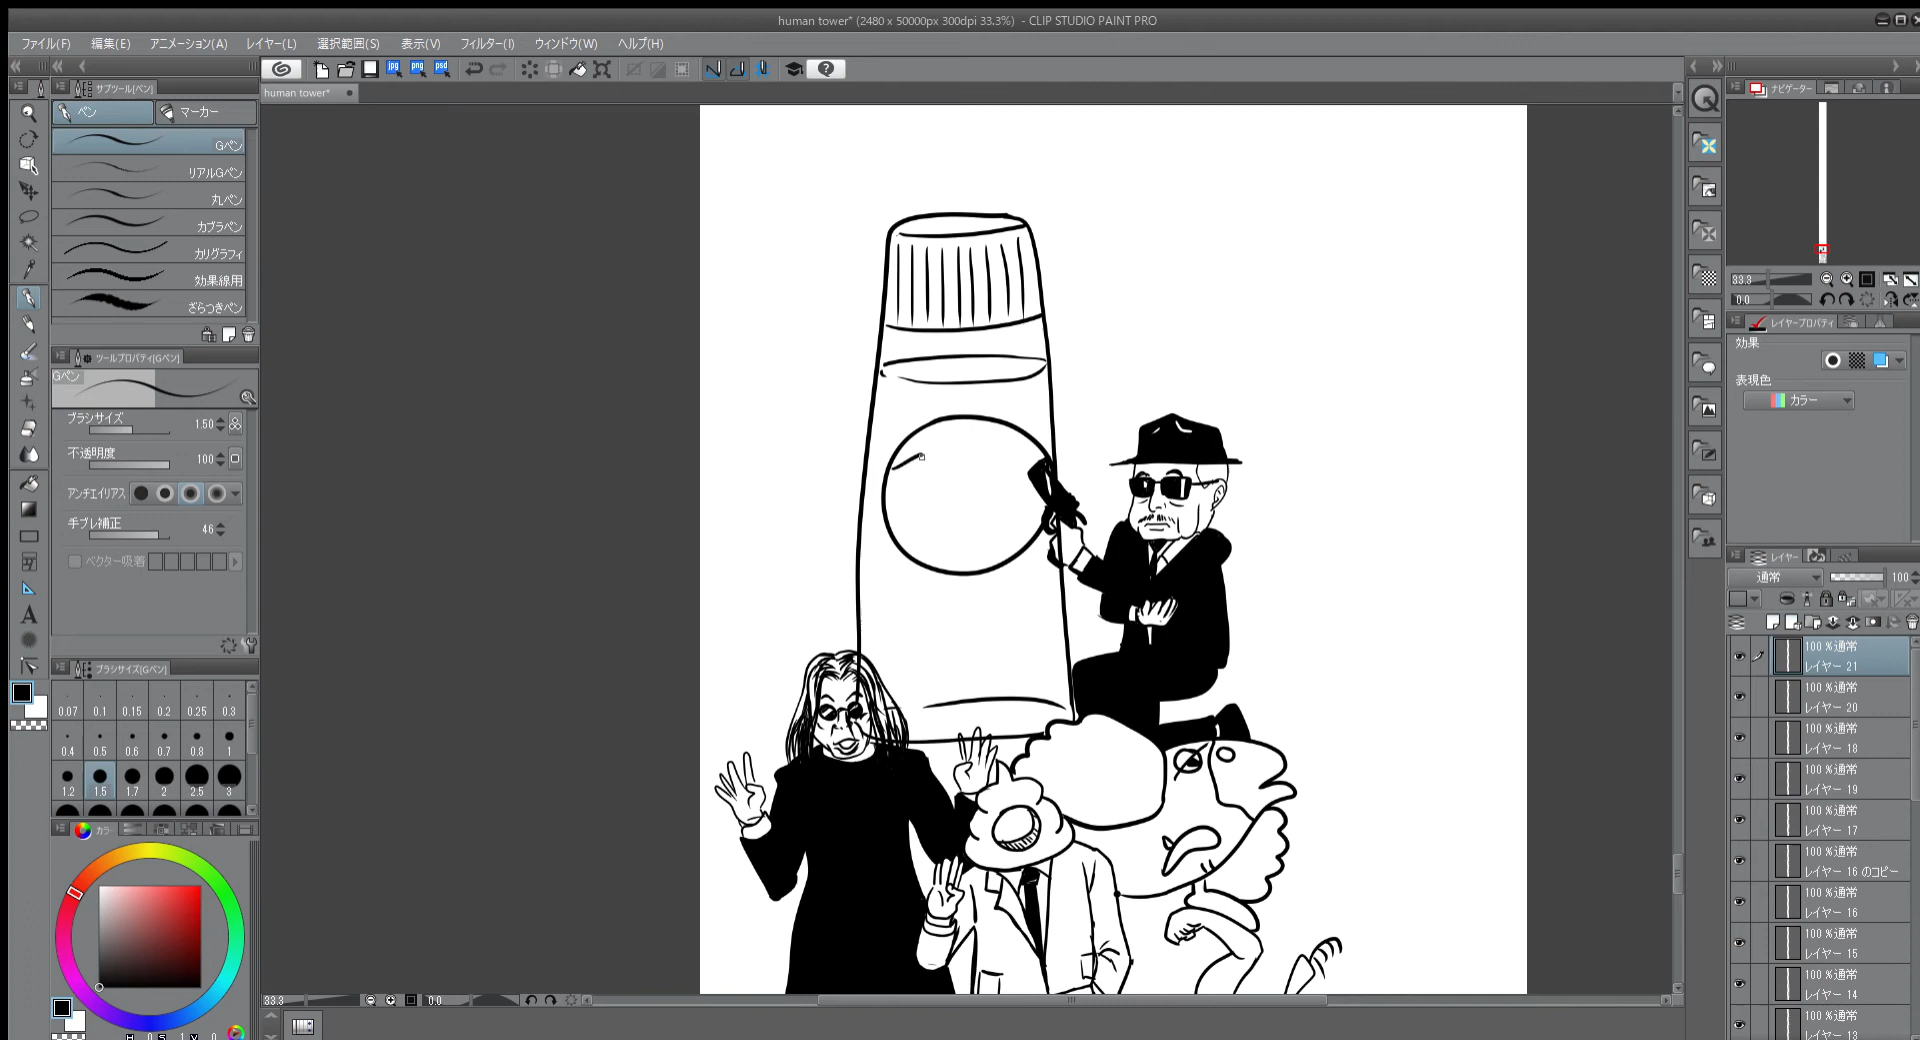 human tower* (2480 x 50000px 300dpi 33.3%) - CLIP STUDIO PAINT PRO
ファイル(F) 編集(E) アニメーション(A) レイヤー(L) 選択範囲(S) 表示(V) フィルター(I) ウィンドウ(W) ヘルプ(H)
jpg png psd
サブツール[ペン]
human tower*
ペン マーカー
Gペン
リアルGペン
丸ペン
カブラペン
カリグラフィ
効果線用
ざらつきペン
ツールプロパティ[Gペン]
Gペン
ブラシサイズ 1.50
不透明度 100
アンチエイリアス
手ブレ補正 46
ベクター吸着
ブラシサイズ[Gペン]
0.07 0.1 0.15 0.2 0.25 0.3
0.4 0.5 0.6 0.7 0.8 1
1.2 1.5 1.7 2 2.5 3
カラー
33.3 0.0
ナビゲーター
33.3
0.0
レイヤープロパティ
効果
表現色
カラー
レイヤー
通常 100
100 %通常
レイヤー 21
100 %通常
レイヤー 20
100 %通常
レイヤー 18
100 %通常
レイヤー 19
100 %通常
レイヤー 17
100 %通常
レイヤー 16 のコピー
100 %通常
レイヤー 16
100 %通常
レイヤー 15
100 %通常
レイヤー 14
100 %通常
レイヤー 13